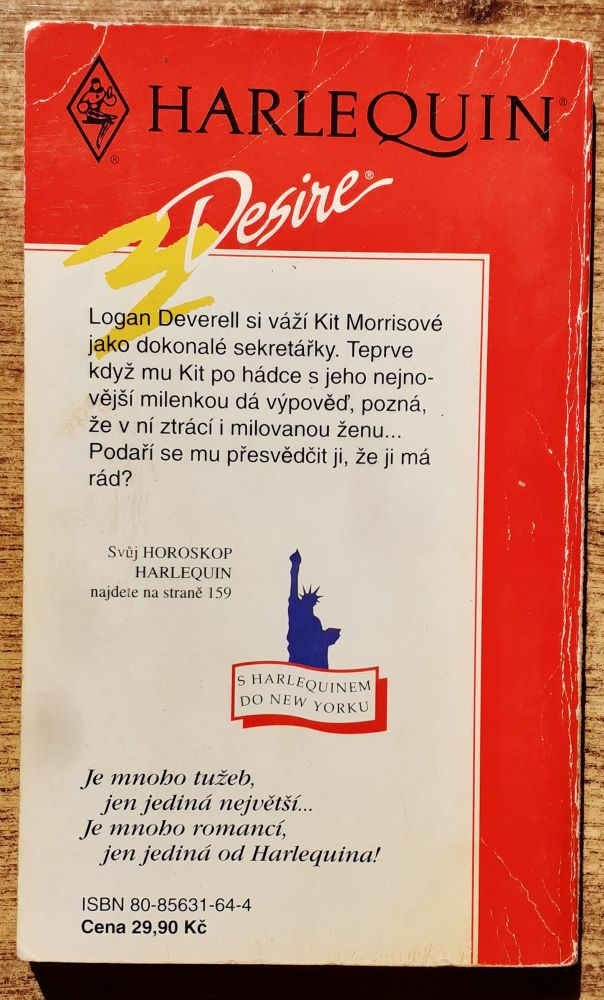 HARLEQUIN®
®
Desire®
Logan Deverell si váží Kit Morrisové
jako dokonalé sekretářky. Teprve
když mu Kit po hádce s jeho nejno-
vější milenkou dá výpověď, pozná,
že v ní ztrácí i milovanou ženu...
Podaří se mu přesvědčit ji, že ji má
rád?
Svůj HOROSKOP
HARLEQUIN
najdete na straně 159
S HARLEQUINEM
DO NEW YORKU
Je mnoho tužeb,
jen jediná největší...
Je mnoho romancí,
jen jediná od Harlequina!
ISBN 80-85631-64-4
Cena 29,90 Kč